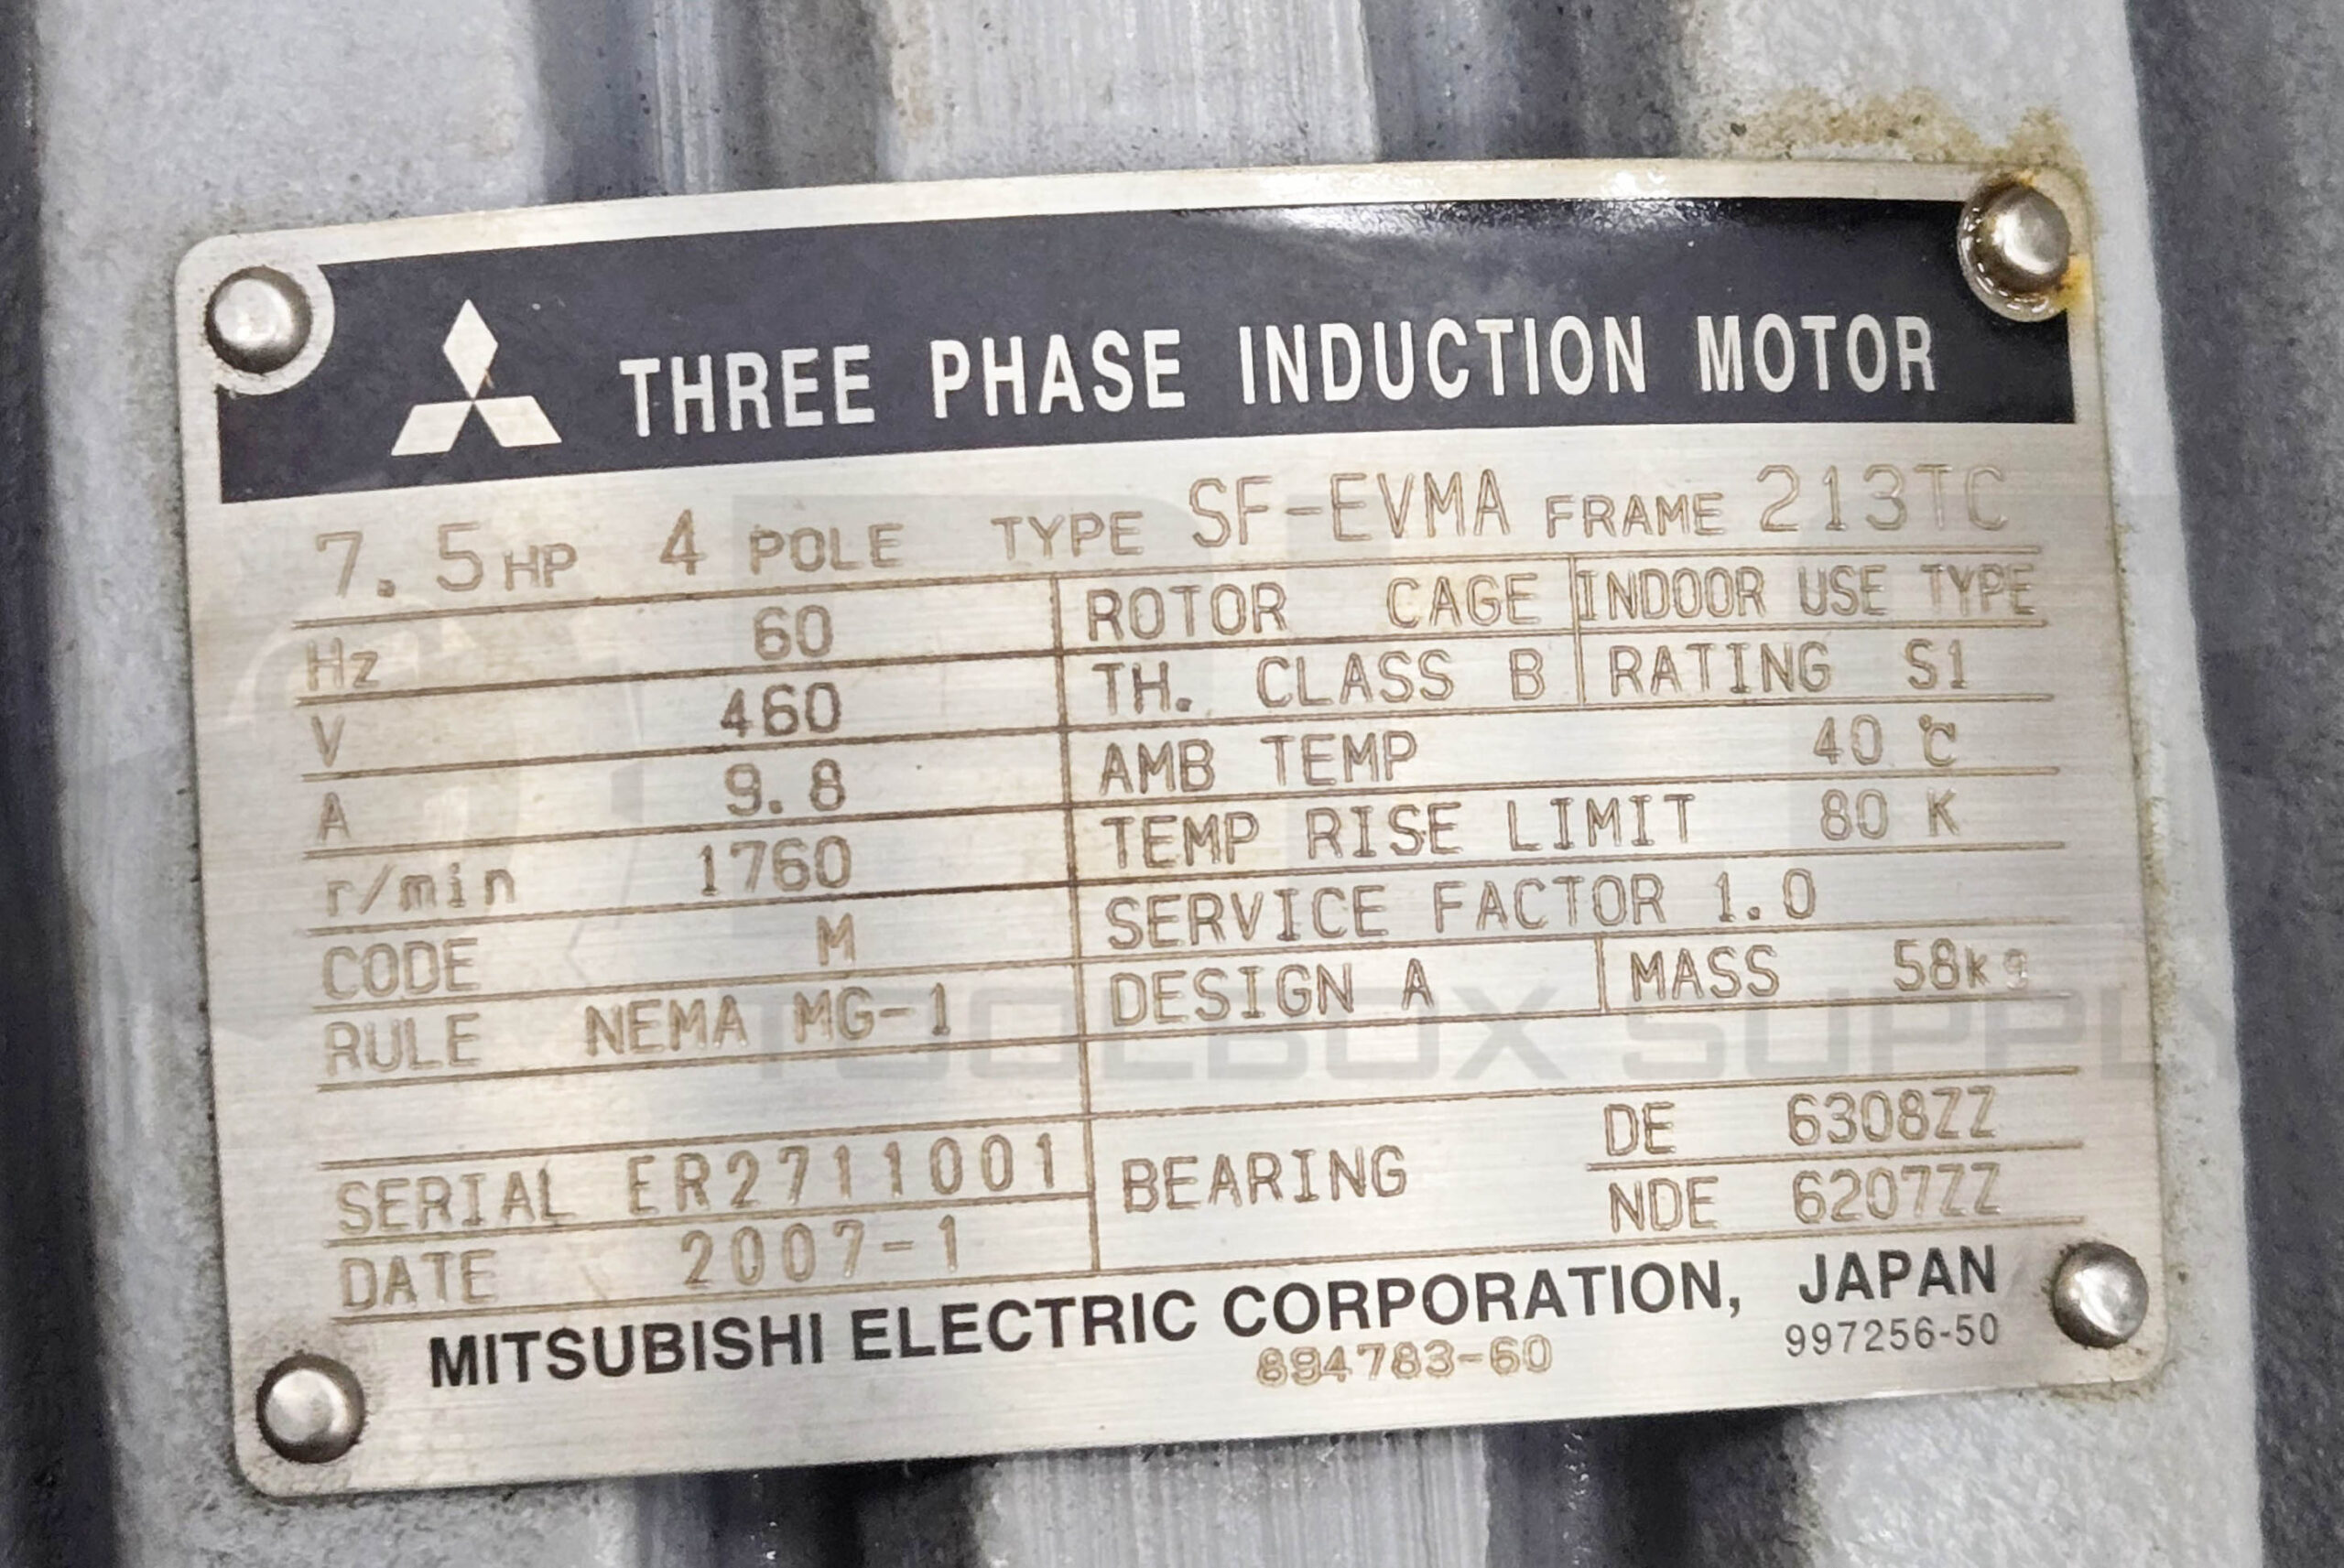 THREE PHASE INDUCTION MOTOR
7.5 HP 4 POLE TYPE SF-EVMA FRAME 213TC
Hz 60 ROTOR CAGE INDOOR USE TYPE
V 460 TH. CLASS B RATING S1
A 9.8 AMB TEMP 40 ℃
r/min 1760 TEMP RISE LIMIT 80 K
CODE M SERVICE FACTOR 1.0
RULE NEMA MG-1 DESIGN A MASS 58kg
TOOLBOX SUPPLY
SERIAL ER2711001 BEARING DE 6308ZZ
DATE 2007-1 NDE 6207ZZ
MITSUBISHI ELECTRIC CORPORATION, JAPAN
894783-60 997256-50